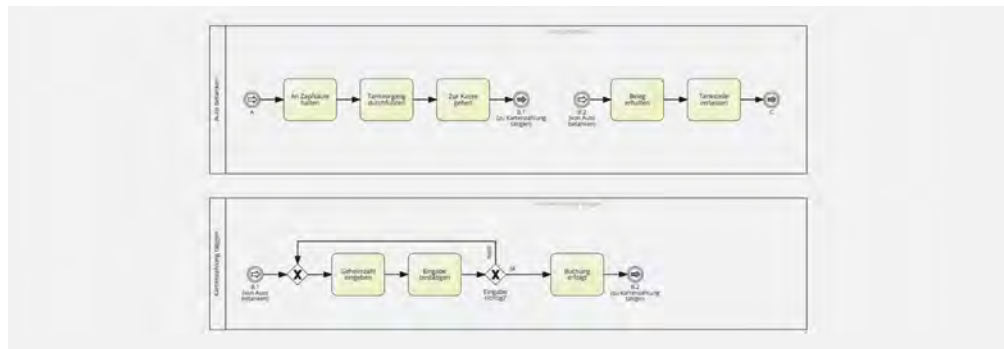 Auto betanken
An Zapfsäule
halten
Tankvorgang
durchführen
Zur Kasse
gehen
Beleg
erhalten
Tankstelle
verlassen
A
B.1
(zu Kartenzahlung
tätigen)
B.2
(von Auto
betanken)
C
Kartenzahlung tätigen
Geheimzahl
eingeben
Eingabe
bestätigen
Nein
Ja
Eingabe
richtig?
Buchung
erfolgt
B.1
(von Auto
betanken)
B.2
(zu Kartenzahlung
tätigen)